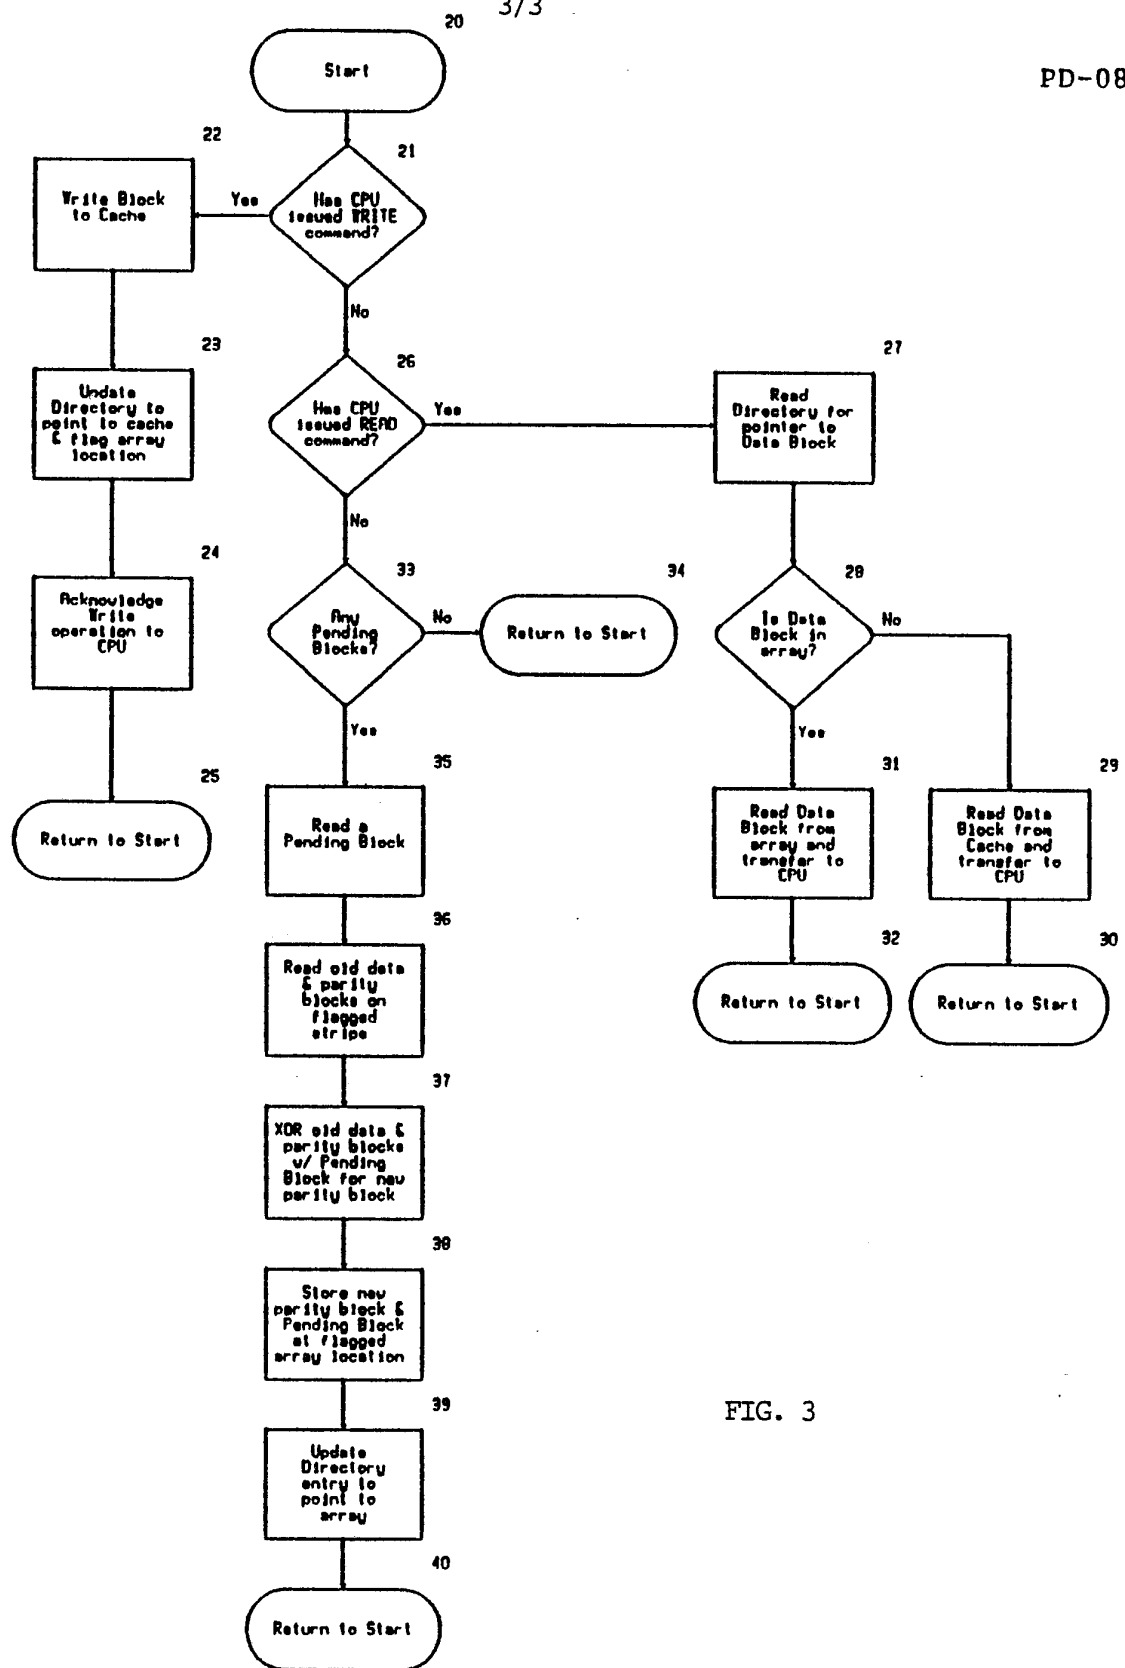 3/3
PD-08
20
Start
21
Has CPU
issued WRITE
command?
Yes
22
Write Block
to Cache
23
Update
Directory to
point to cache
& flag array
location
24
Acknowledge
Write
operation to
CPU
25
Return to Start
No
26
Has CPU
issued READ
command?
Yes
27
Read
Directory for
pointer to
Data Block
28
Is Data
Block in
array?
No
29
Read Data
Block from
Cache and
transfer to
CPU
30
Return to Start
Yes
31
Read Data
Block from
array and
transfer to
CPU
32
Return to Start
No
33
Any
Pending
Blocks?
No
34
Return to Start
Yes
35
Read a
Pending Block
36
Read old data
& parity
blocks on
flagged
stripe
37
XOR old data &
parity blocks
w/ Pending
Block for new
parity block
38
Store new
parity block &
Pending Block
at flagged
array location
39
Update
Directory
entry to
point to
array
40
Return to Start
FIG. 3